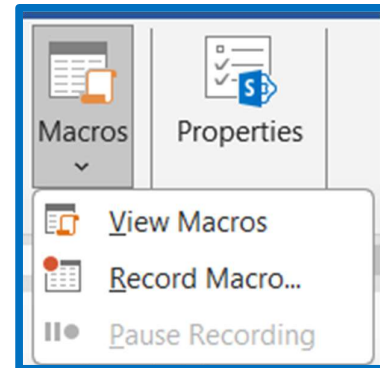 Macros
Properties
View Macros
Record Macro...
Pause Recording